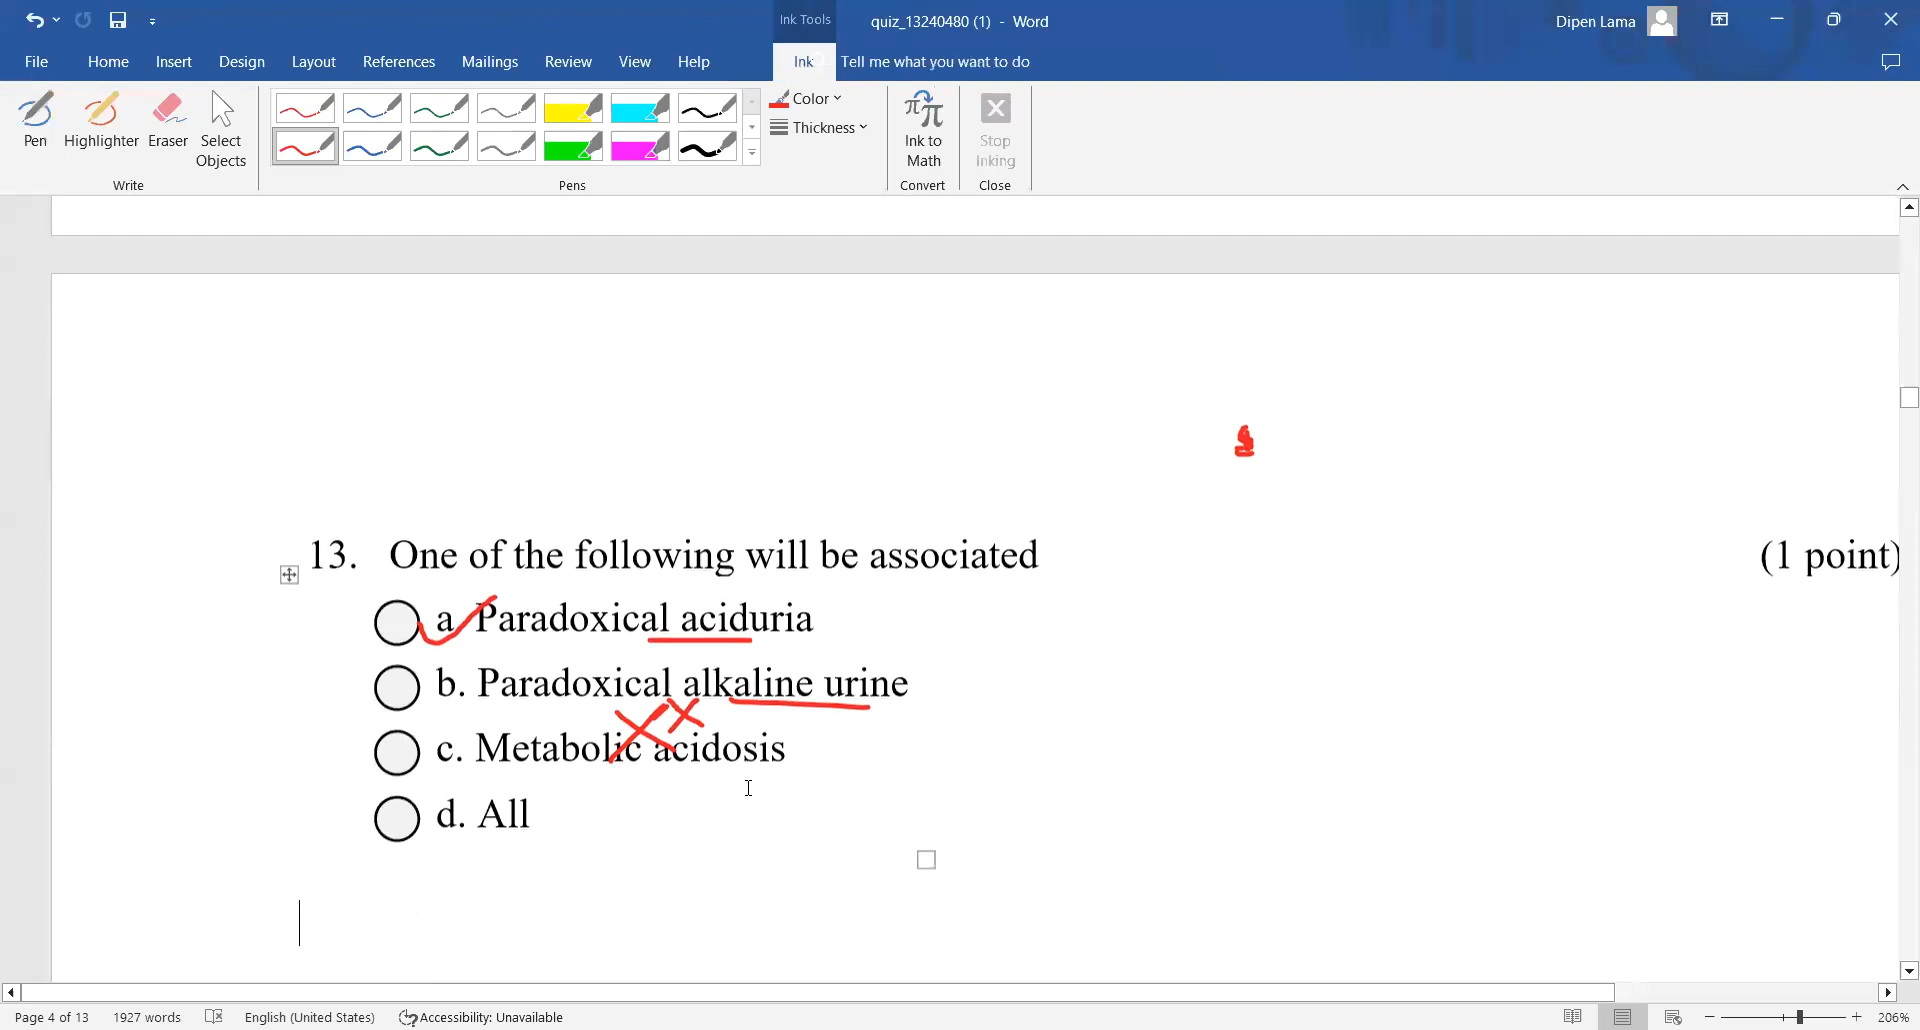 Ink Tools
quiz_13240480 (1) - Word
Dipen Lama
File Home Insert Design Layout References Mailings Review View Help Ink Tell me what you want to do
Pen Highlighter Eraser Select Objects
Color
Thickness
Ink to Math
Stop Inking
Write Pens Convert Close
13. One of the following will be associated (1 point)
a. Paradoxical aciduria
b. Paradoxical alkaline urine
c. Metabolic acidosis
d. All
Page 4 of 13 1927 words English (United States) Accessibility: Unavailable 206%